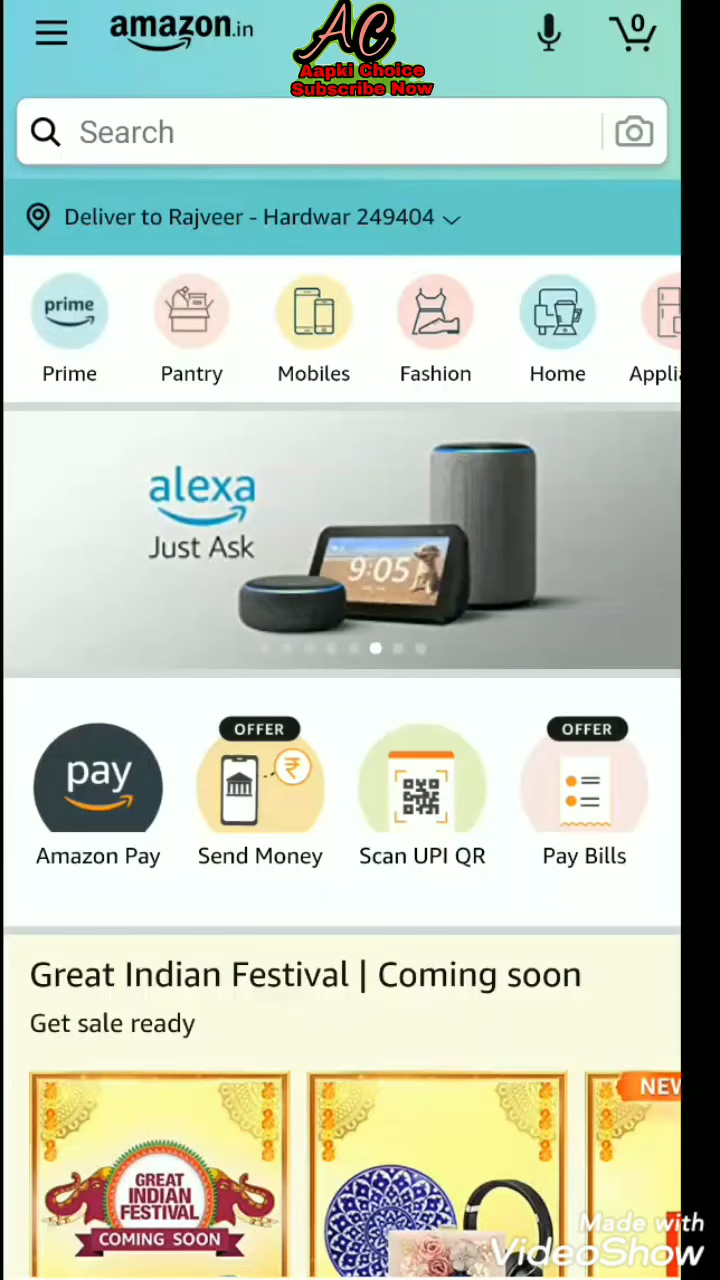 amazon.in
AC
0
Aapki Choice
Subscribe Now
Search
Deliver to Rajveer - Hardwar 249404
prime
Prime
Pantry
Mobiles
Fashion
Home
Appli
alexa
Just Ask
9:05
OFFER
OFFER
pay
₹
Amazon Pay
Send Money
Scan UPI QR
Pay Bills
Great Indian Festival | Coming soon
Get sale ready
NEW
GREAT
INDIAN
FESTIVAL
COMING SOON
Made with
VideoShow